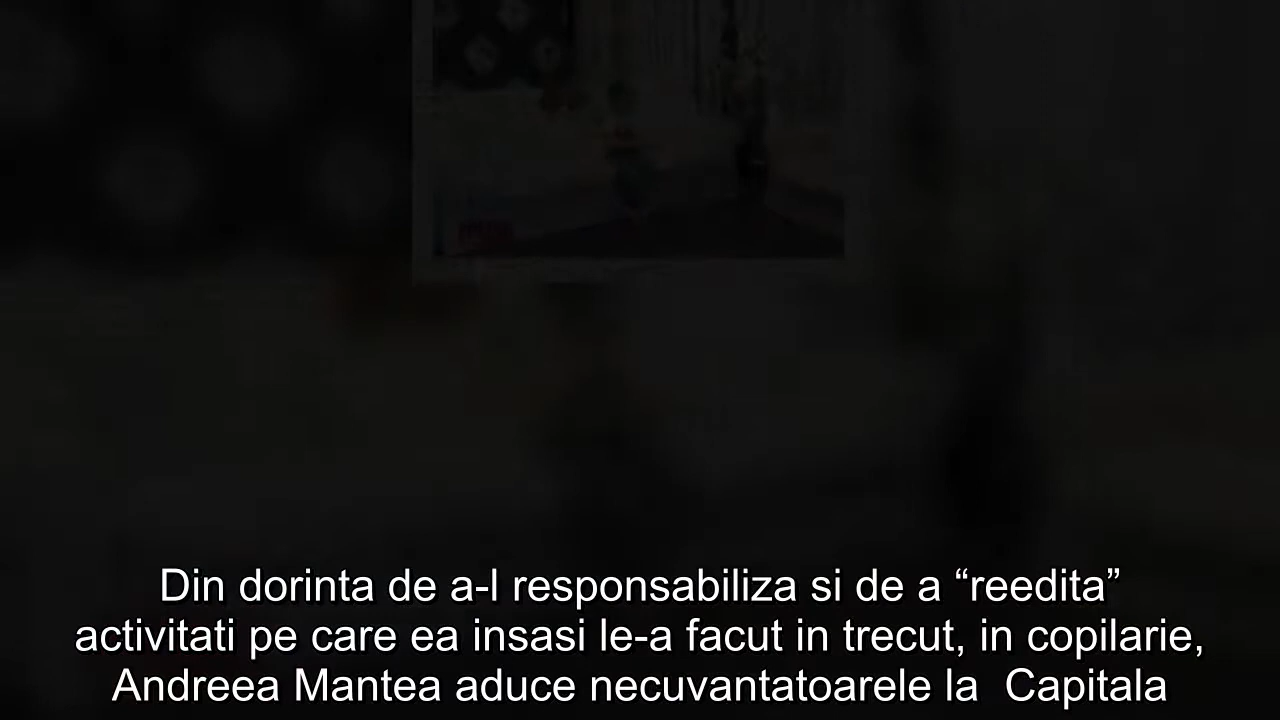 Din dorinta de a-l responsabiliza si de a “reedita”
activitati pe care ea insasi le-a facut in trecut, in copilarie,
Andreea Mantea aduce necuvantatoarele la  Capitala